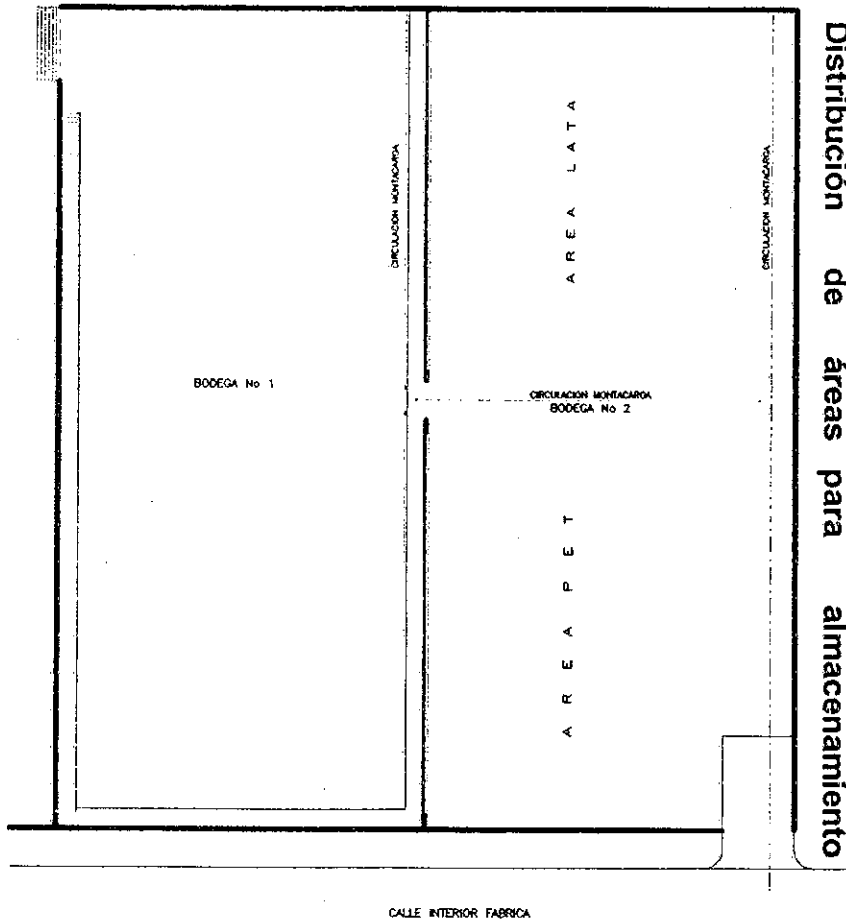 Distribución de áreas para almacenamiento
CIRCULACION MONTACARGA
AREA LATA
CIRCULACION MONTACARGA
BODEGA No 1
CIRCULACION MONTACARGA
BODEGA No 2
AREA PET
CALLE INTERIOR FABRICA